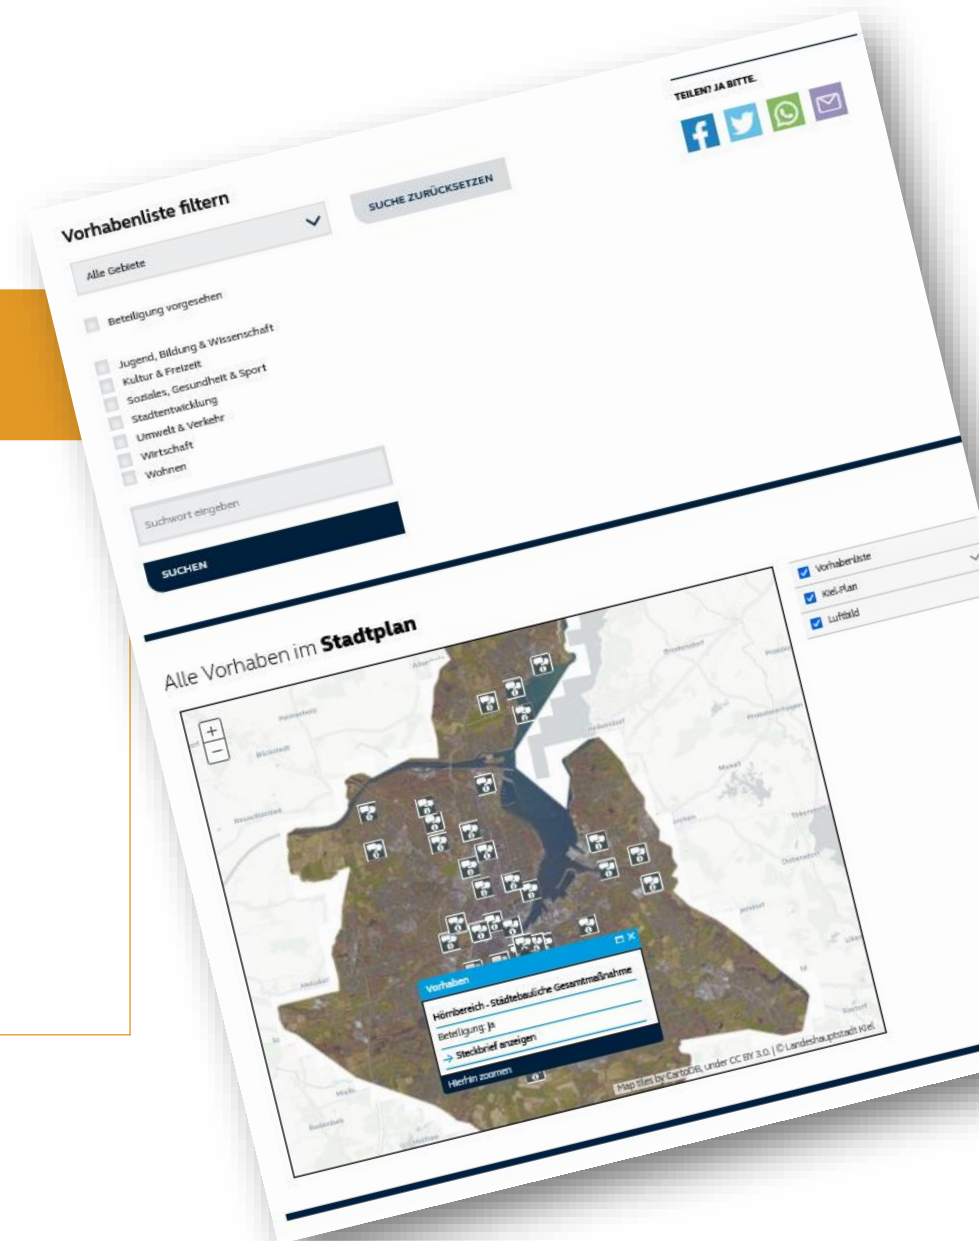 TEILEN? JA BITTE.
Vorhabenliste filtern
Alle Gebiete
SUCHE ZURÜCKSETZEN
Beteiligung vorgesehen
Jugend, Bildung & Wissenschaft
Kultur & Freizeit
Soziales, Gesundheit & Sport
Stadtentwicklung
Umwelt & Verkehr
Wirtschaft
Wohnen
Suchwort eingeben
SUCHEN
Vorhabenliste
Kiel-Plan
Luftbild
Alle Vorhaben im Stadtplan
+
−
Vorhaben
Hörnbereich - Städtebauliche Gesamtmaßnahme
Beteiligung: Ja
→ Steckbrief anzeigen
Hierhin zoomen
Map tiles by CartoDB, under CC BY 3.0. | © Landeshauptstadt Kiel